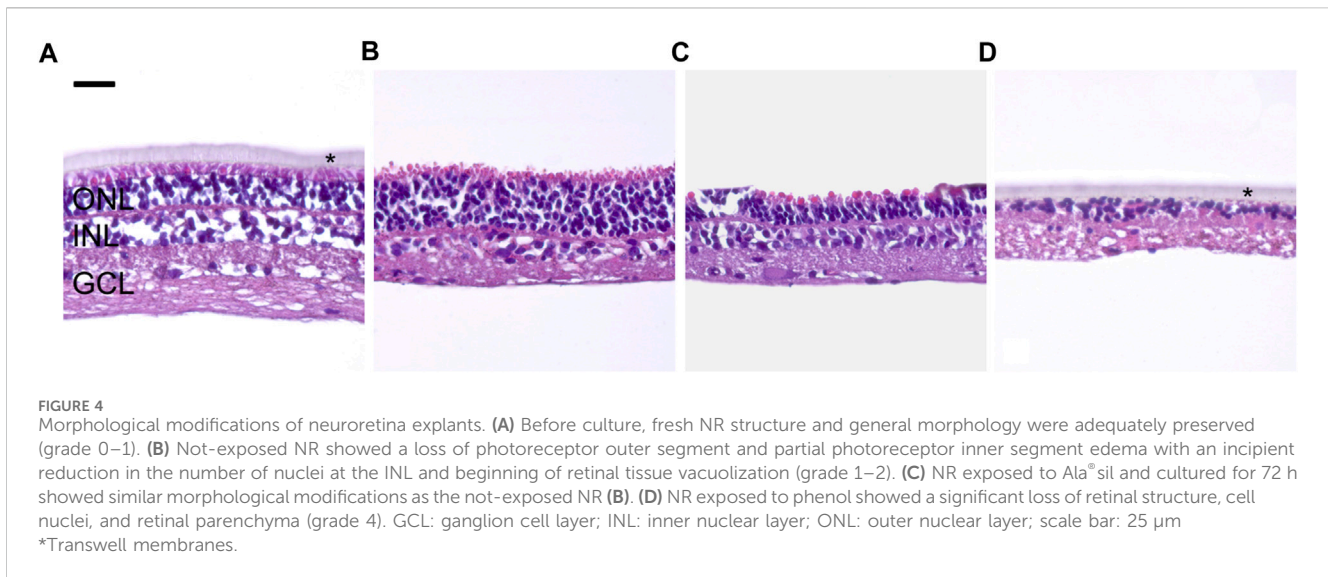 A
B
C
D
*
*
ONL
INL
GCL
FIGURE 4
Morphological modifications of neuroretina explants. (A) Before culture, fresh NR structure and general morphology were adequately preserved
(grade 0–1). (B) Not-exposed NR showed a loss of photoreceptor outer segment and partial photoreceptor inner segment edema with an incipient
reduction in the number of nuclei at the INL and beginning of retinal tissue vacuolization (grade 1–2). (C) NR exposed to Ala®sil and cultured for 72 h
showed similar morphological modifications as the not-exposed NR (B). (D) NR exposed to phenol showed a significant loss of retinal structure, cell
nuclei, and retinal parenchyma (grade 4). GCL: ganglion cell layer; INL: inner nuclear layer; ONL: outer nuclear layer; scale bar: 25 µm
*Transwell membranes.